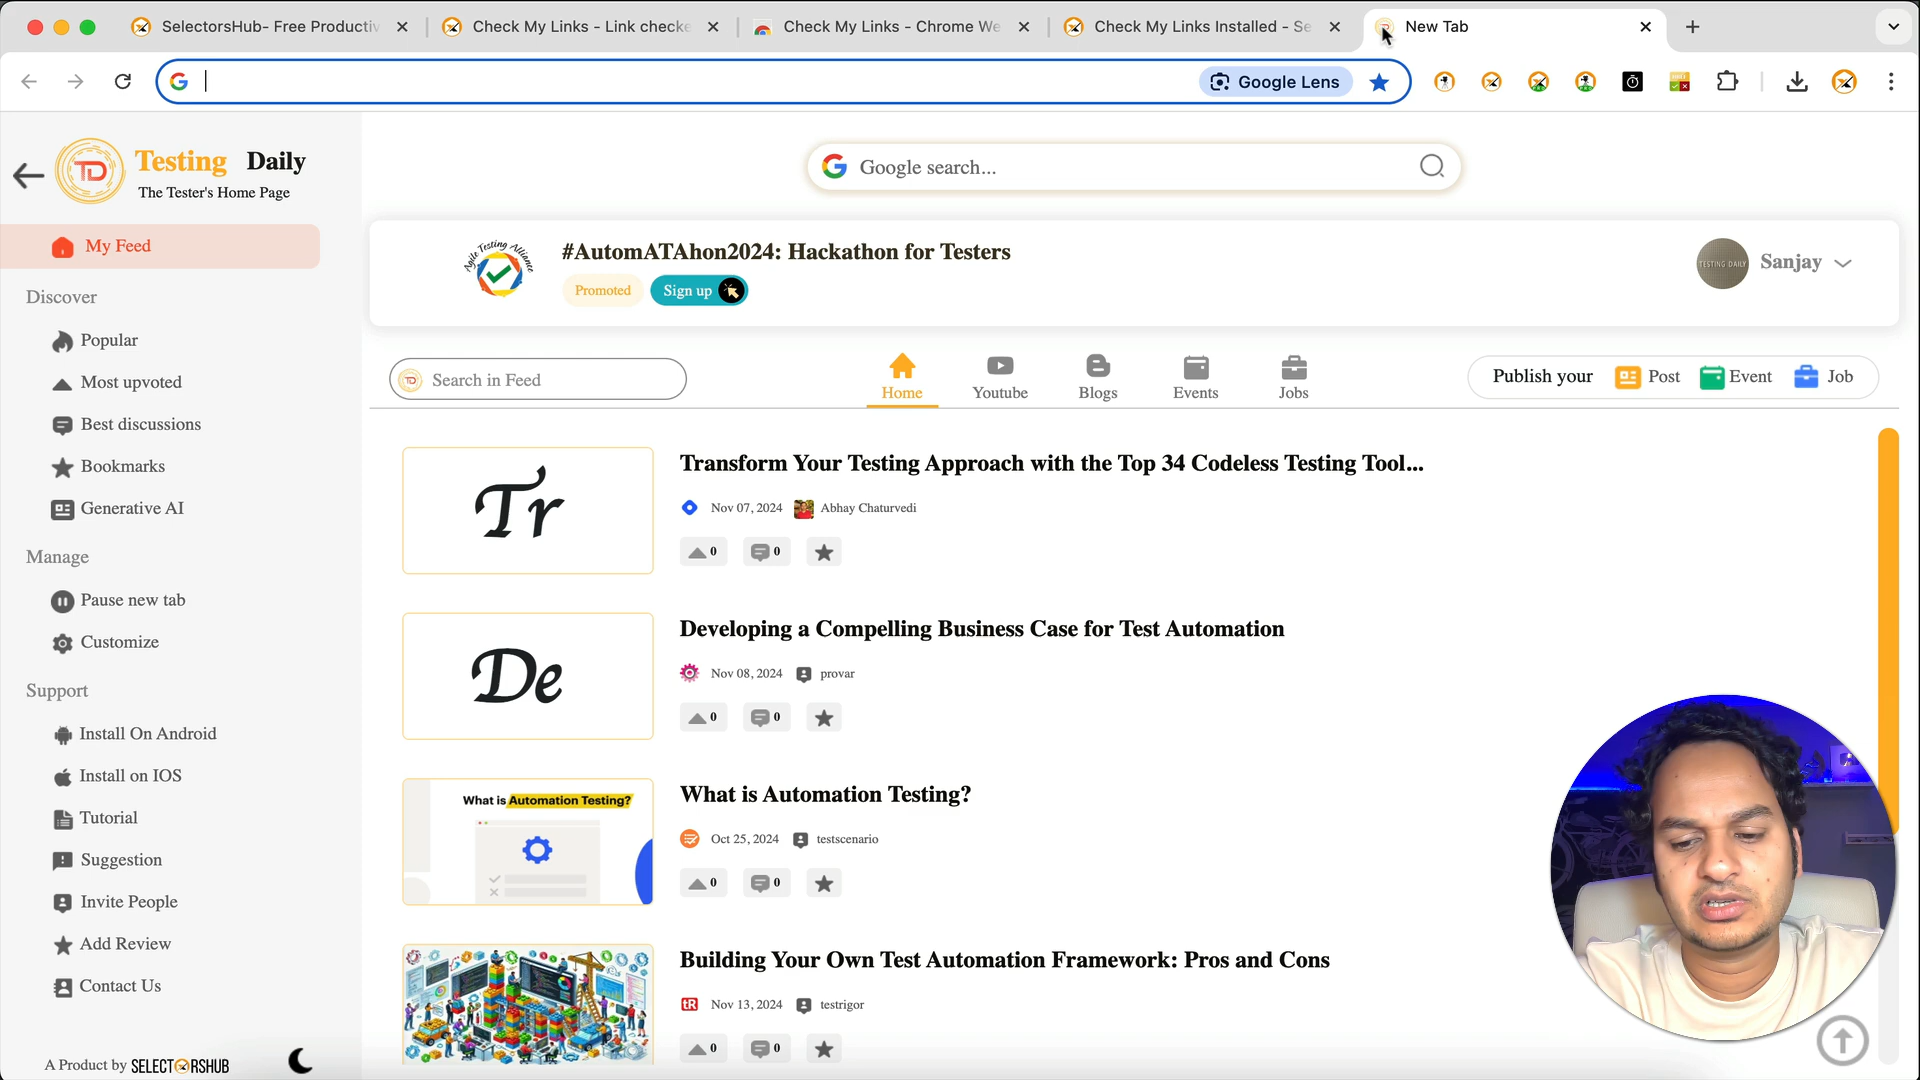 SelectorsHub- Free Productiv
Check My Links - Link checke
Check My Links - Chrome We
Check My Links Installed - Se
New Tab
Google Lens
TD
Testing Daily
The Tester's Home Page
Google search...
My Feed
Agile Testing Alliance
#AutomATAhon2024: Hackathon for Testers
Promoted
Sign up
TESTING DAILY
Sanjay
Discover
Popular
Most upvoted
Best discussions
Bookmarks
Generative AI
Manage
Pause new tab
Customize
Support
Install On Android
Install on IOS
Tutorial
Suggestion
Invite People
Add Review
Contact Us
A Product by SELECTORSHUB
Search in Feed
Home
Youtube
Blogs
Events
Jobs
Publish your
Post
Event
Job
Tr
Transform Your Testing Approach with the Top 34 Codeless Testing Tool...
Nov 07, 2024 Abhay Chaturvedi
0 0
De
Developing a Compelling Business Case for Test Automation
Nov 08, 2024 provar
0 0
What is Automation Testing?
What is Automation Testing?
Oct 25, 2024 testscenario
0 0
Building Your Own Test Automation Framework: Pros and Cons
tR Nov 13, 2024 testrigor
0 0